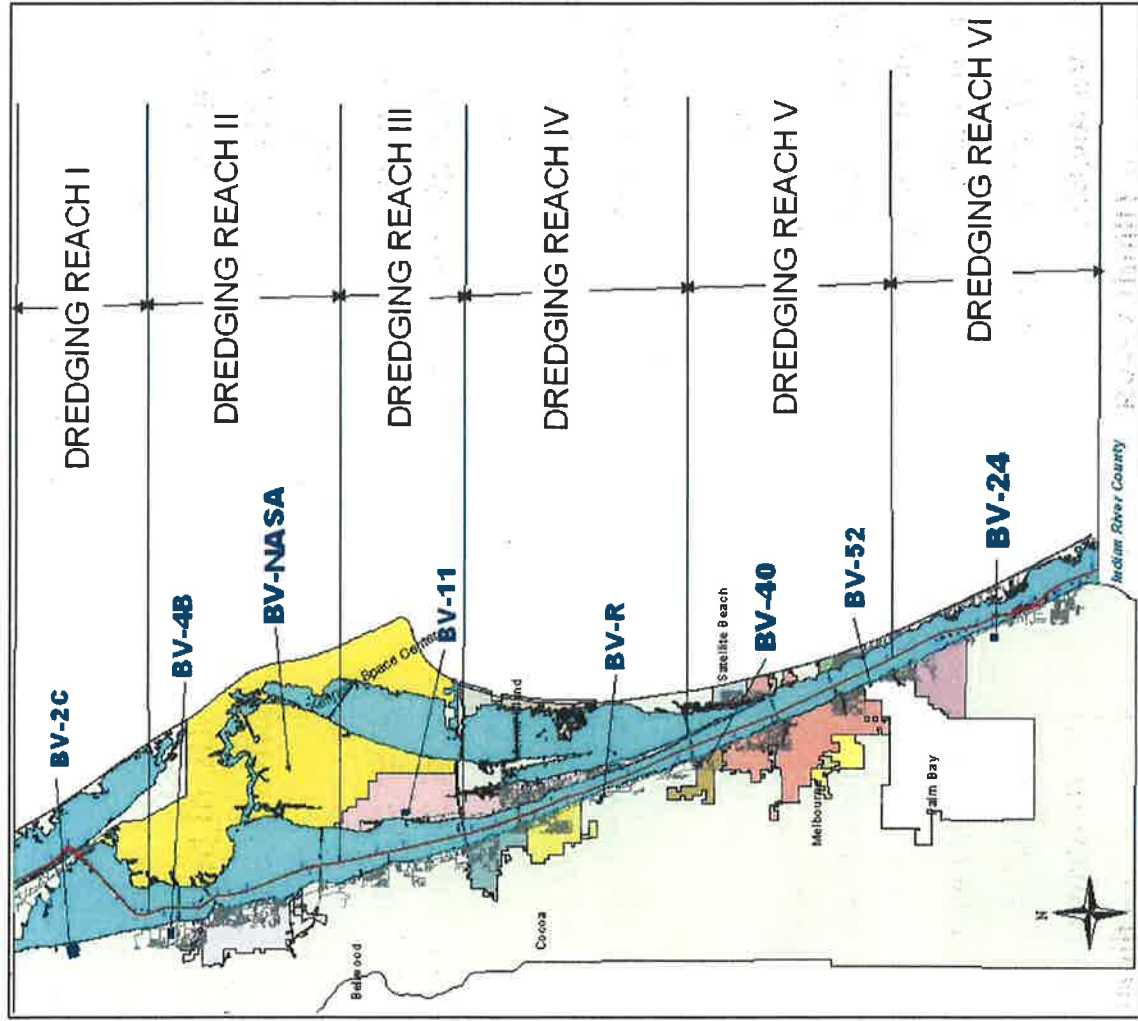 DREDGING REACH I
BV-2C
BV-4B
DREDGING REACH II
BV-NASA
Space Center
DREDGING REACH III
BV-11
Bellwood
DREDGING REACH IV
Cocoa
BV-R
Satellite Beach
BV-40
DREDGING REACH V
BV-52
Melbourne
Palm Bay
DREDGING REACH VI
BV-24
Indian River County
N